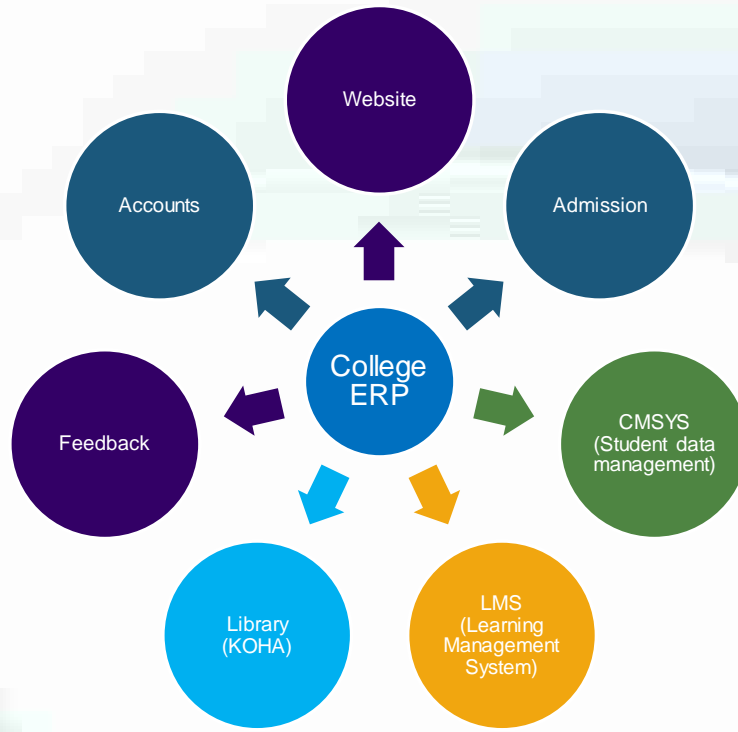 Website
Accounts
Admission
College
ERP
Feedback
CMSYS
(Student data
management)
Library
(KOHA)
LMS
(Learning
Management
System)